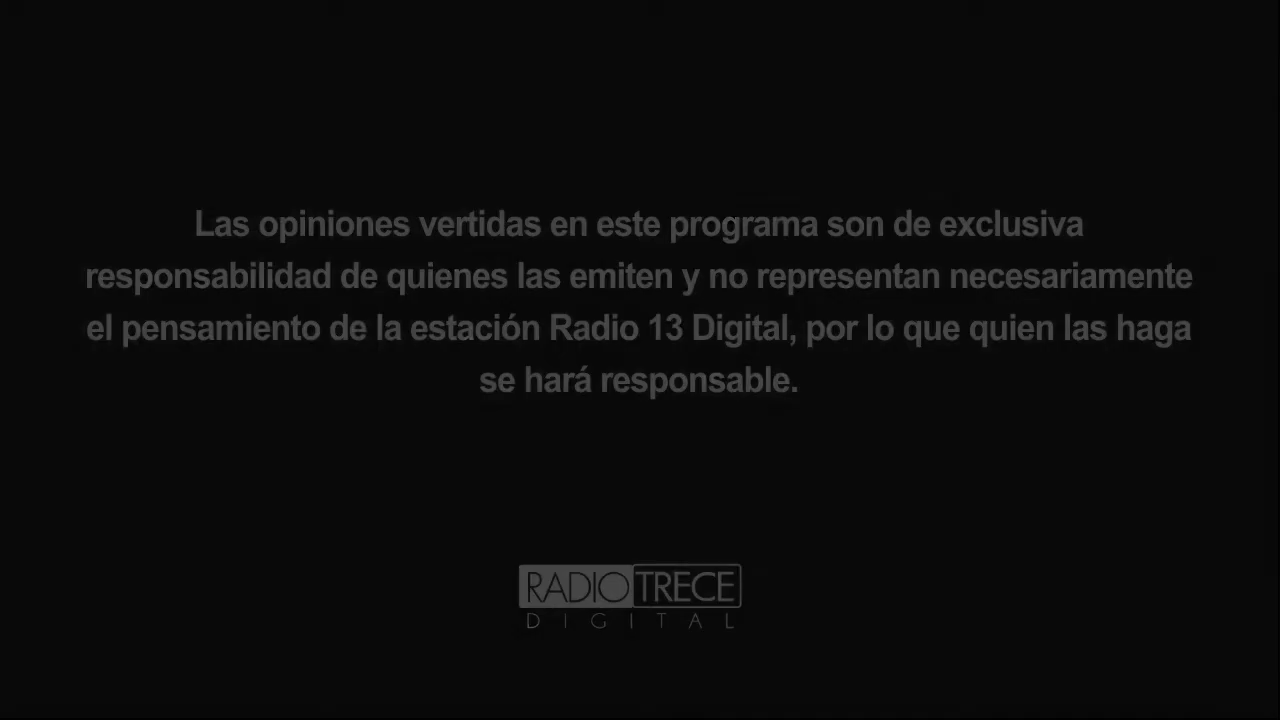 Las opiniones vertidas en este programa son de exclusiva
responsabilidad de quienes las emiten y no representan necesariamente
el pensamiento de la estación Radio 13 Digital, por lo que quien las haga
se hará responsable.
RADIO TRECE
DIGITAL